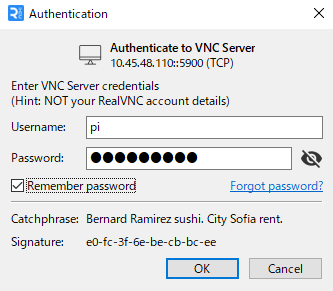 Authentication
Authenticate to VNC Server
10.45.48.110::5900 (TCP)
Enter VNC Server credentials
(Hint: NOT your RealVNC account details)
Username: pi
Password: ●●●●●●●●●
Remember password Forgot password?
Catchphrase: Bernard Ramirez sushi. City Sofia rent.
Signature: e0-fc-3f-6e-be-cb-bc-ee
OK Cancel